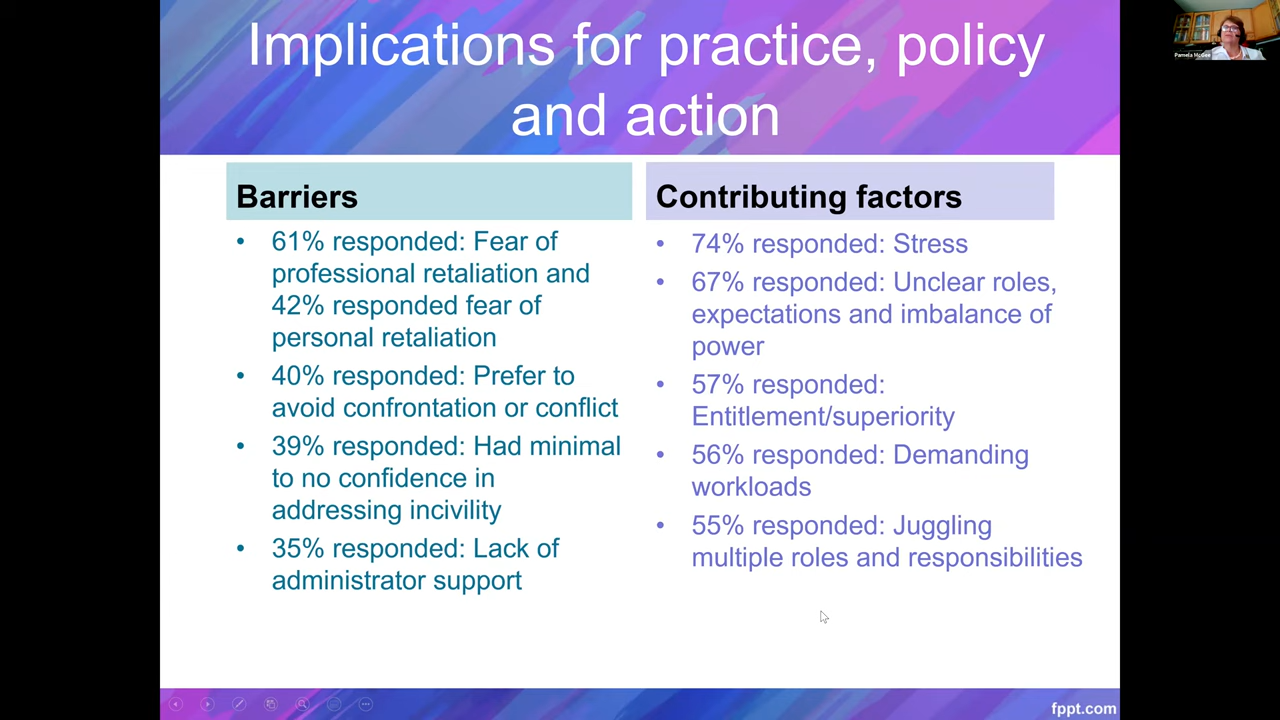 Implications for practice, policy
and action
Pamela McGee
Barriers
• 61% responded: Fear of
professional retaliation and
42% responded fear of
personal retaliation
• 40% responded: Prefer to
avoid confrontation or conflict
• 39% responded: Had minimal
to no confidence in
addressing incivility
• 35% responded: Lack of
administrator support
Contributing factors
• 74% responded: Stress
• 67% responded: Unclear roles,
expectations and imbalance of
power
• 57% responded:
Entitlement/superiority
• 56% responded: Demanding
workloads
• 55% responded: Juggling
multiple roles and responsibilities
fppt.com